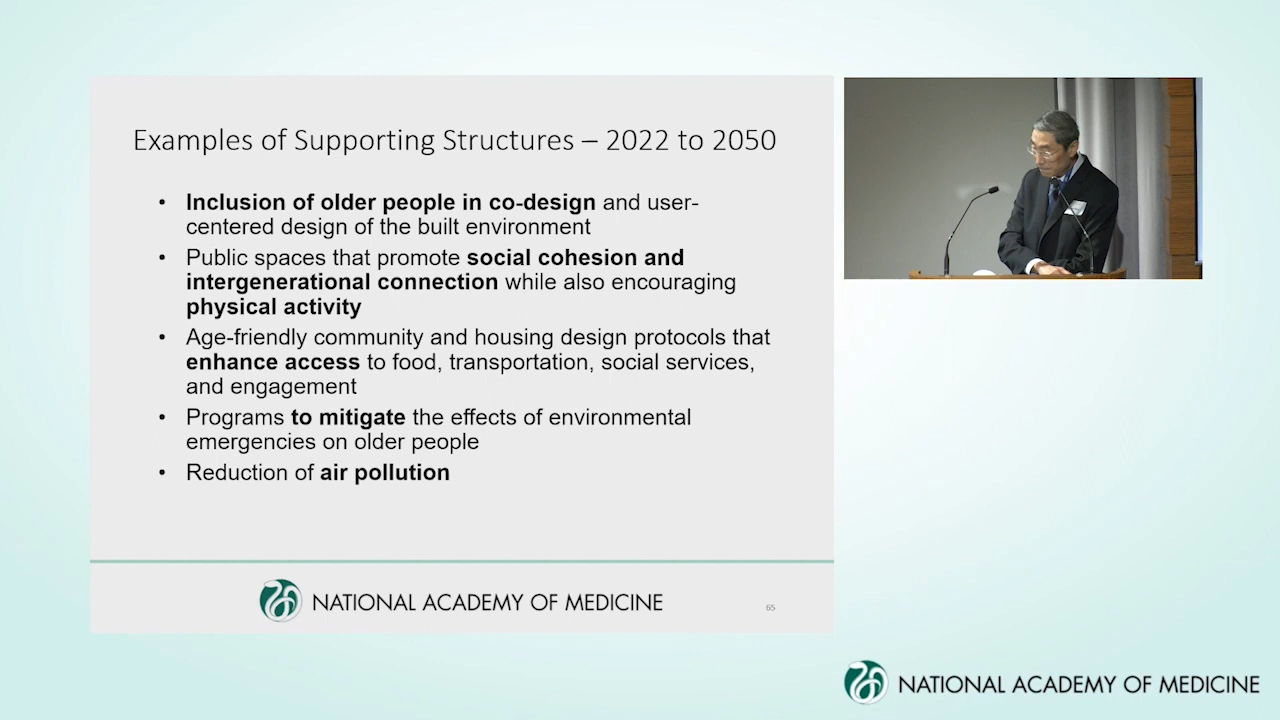 Examples of Supporting Structures – 2022 to 2050
• Inclusion of older people in co-design and user-
centered design of the built environment
• Public spaces that promote social cohesion and
intergenerational connection while also encouraging
physical activity
• Age-friendly community and housing design protocols that
enhance access to food, transportation, social services,
and engagement
• Programs to mitigate the effects of environmental
emergencies on older people
• Reduction of air pollution
NATIONAL ACADEMY OF MEDICINE
65
NATIONAL ACADEMY OF MEDICINE